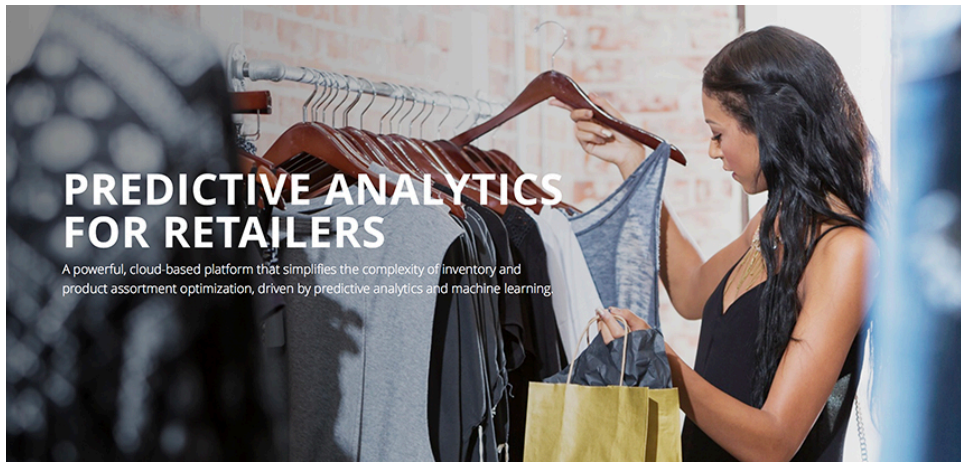 PREDICTIVE ANALYTICS
FOR RETAILERS
A powerful, cloud-based platform that simplifies the complexity of inventory and
product assortment optimization, driven by predictive analytics and machine learning.